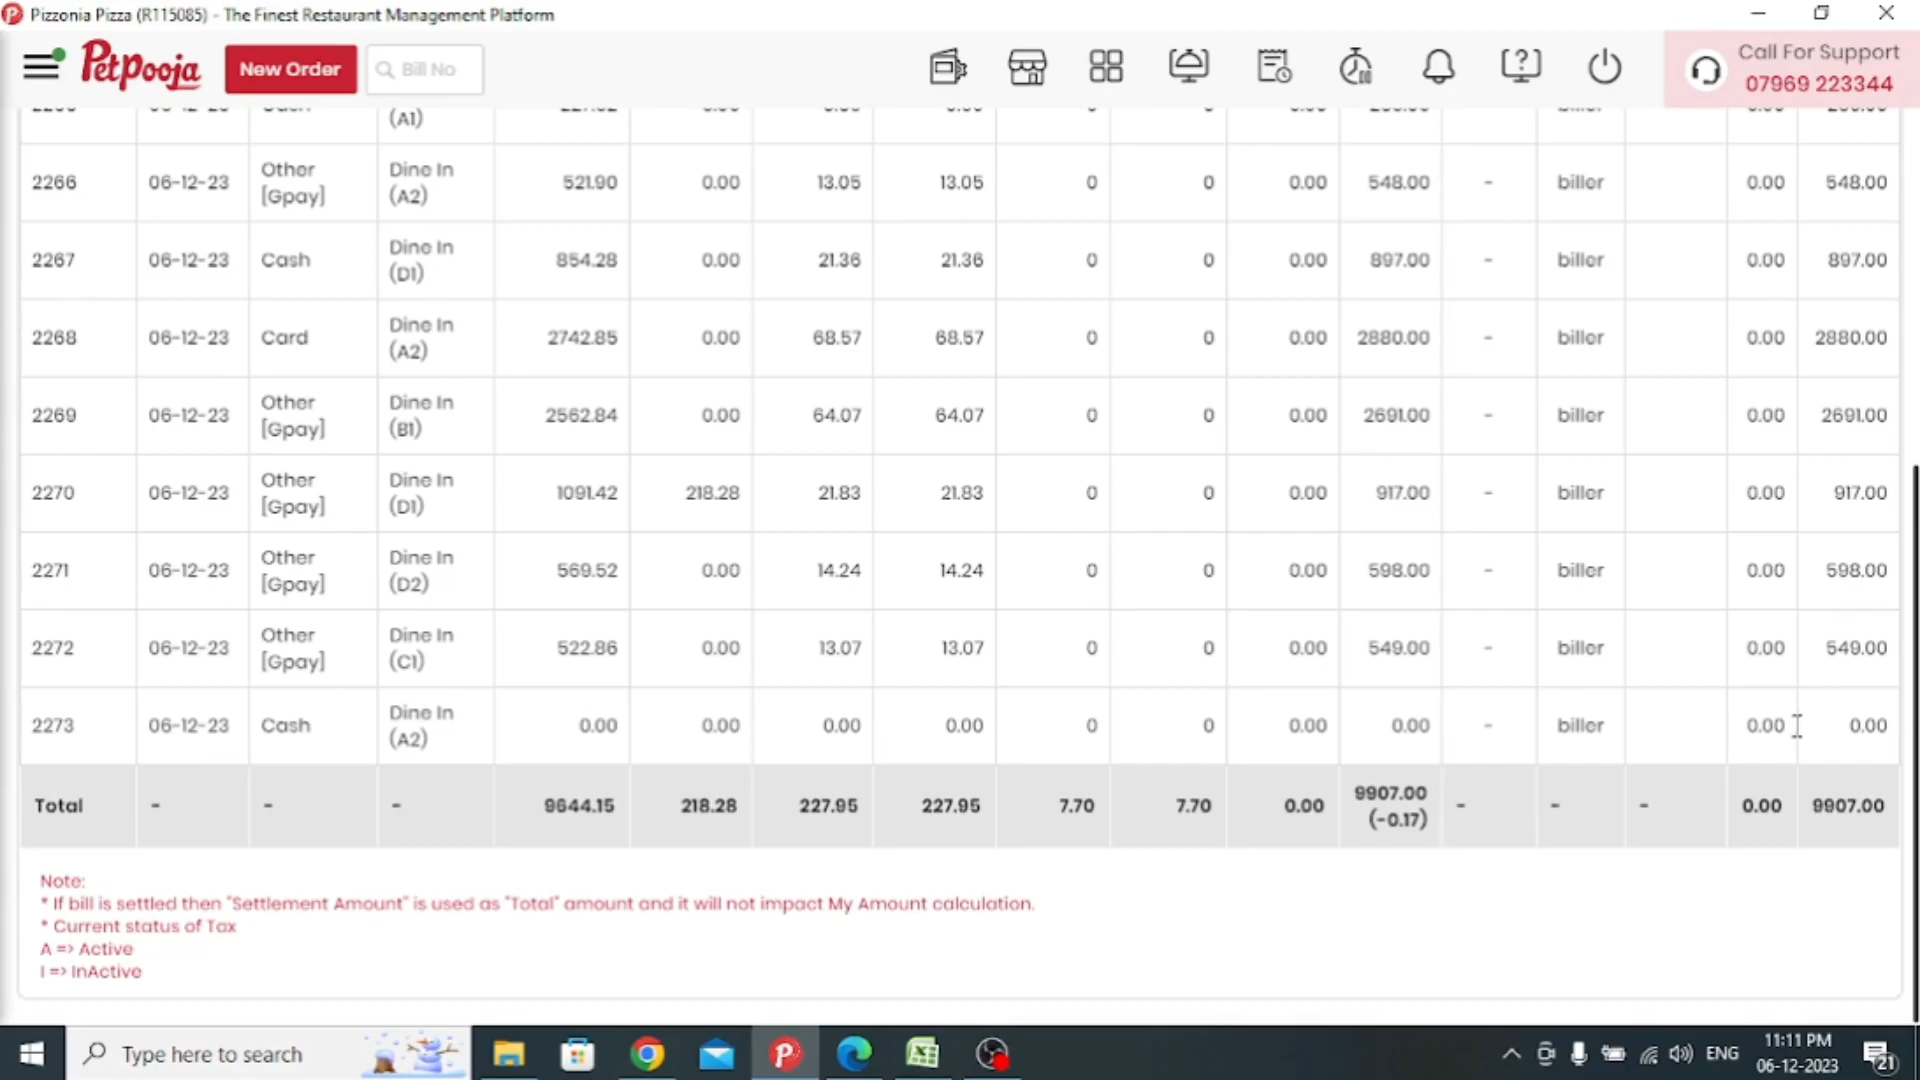 Pizzonia Pizza (R115085) - The Finest Restaurant Management Platform
Petpooja New Order Bill No Call For Support
07969 223344
(A1)
2266 06-12-23 Other [Gpay] Dine In (A2) 521.90 0.00 13.05 13.05 0 0 0.00 548.00 - biller 0.00 548.00
2267 06-12-23 Cash Dine In (D1) 854.28 0.00 21.36 21.36 0 0 0.00 897.00 - biller 0.00 897.00
2268 06-12-23 Card Dine In (A2) 2742.85 0.00 68.57 68.57 0 0 0.00 2880.00 - biller 0.00 2880.00
2269 06-12-23 Other [Gpay] Dine In (B1) 2562.84 0.00 64.07 64.07 0 0 0.00 2691.00 - biller 0.00 2691.00
2270 06-12-23 Other [Gpay] Dine In (D1) 1091.42 218.28 21.83 21.83 0 0 0.00 917.00 - biller 0.00 917.00
2271 06-12-23 Other [Gpay] Dine In (D2) 569.52 0.00 14.24 14.24 0 0 0.00 598.00 - biller 0.00 598.00
2272 06-12-23 Other [Gpay] Dine In (C1) 522.86 0.00 13.07 13.07 0 0 0.00 549.00 - biller 0.00 549.00
2273 06-12-23 Cash Dine In (A2) 0.00 0.00 0.00 0.00 0 0 0.00 0.00 - biller 0.00 0.00
Total - - - 9644.15 218.28 227.95 227.95 7.70 7.70 0.00 9907.00 (-0.17) - - - 0.00 9907.00
Note:
* If bill is settled then "Settlement Amount" is used as "Total" amount and it will not impact My Amount calculation.
* Current status of Tax
A => Active
I => InActive
Type here to search ENG 11:11 PM
06-12-2023 21